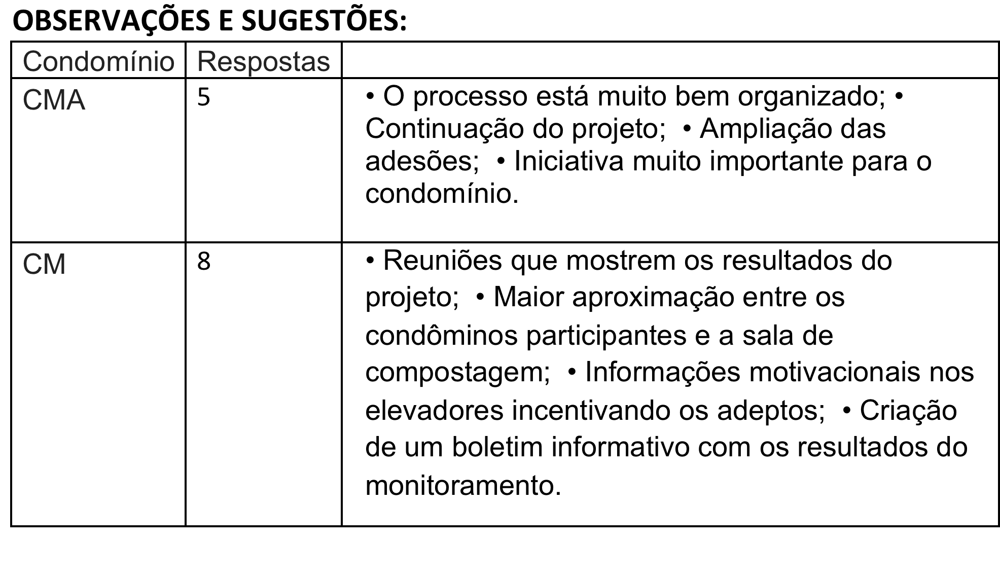 OBSERVAÇÕES E SUGESTÕES:
Condomínio Respostas
CMA 5 • O processo está muito bem organizado; •
Continuação do projeto; • Ampliação das
adesões; • Iniciativa muito importante para o
condomínio.
CM 8 • Reuniões que mostrem os resultados do
projeto; • Maior aproximação entre os
condôminos participantes e a sala de
compostagem; • Informações motivacionais nos
elevadores incentivando os adeptos; • Criação
de um boletim informativo com os resultados do
monitoramento.